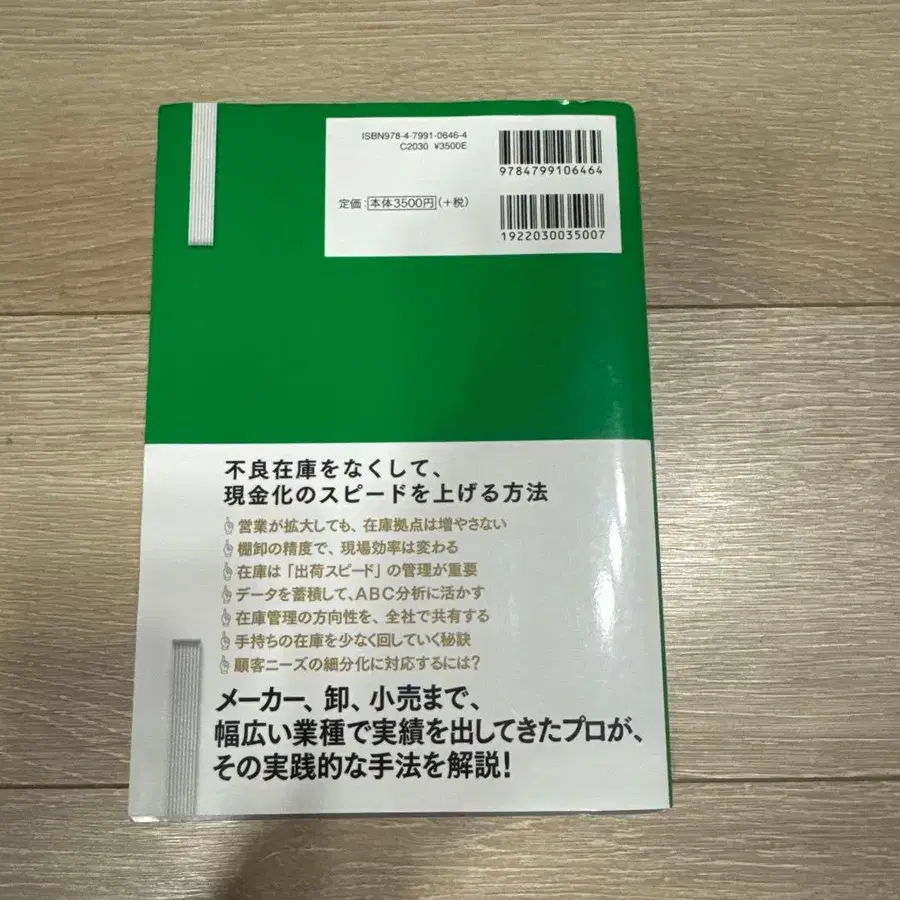 ISBN978-4-7991-0646-4
C2030 ¥3500E
9784799106464
定価：本体3500円（+税）
1922030035007
不良在庫をなくして、
現金化のスピードを上げる方法
営業が拡大しても、在庫拠点は増やさない
棚卸の精度で、現場効率は変わる
在庫は「出荷スピード」の管理が重要
データを蓄積して、ABC分析に活かす
在庫管理の方向性を、全社で共有する
手持ちの在庫を少なく回していく秘訣
顧客ニーズの細分化に対応するには?
メーカー、卸、小売まで、
幅広い業種で実績を出してきたプロが、
その実践的な手法を解説!